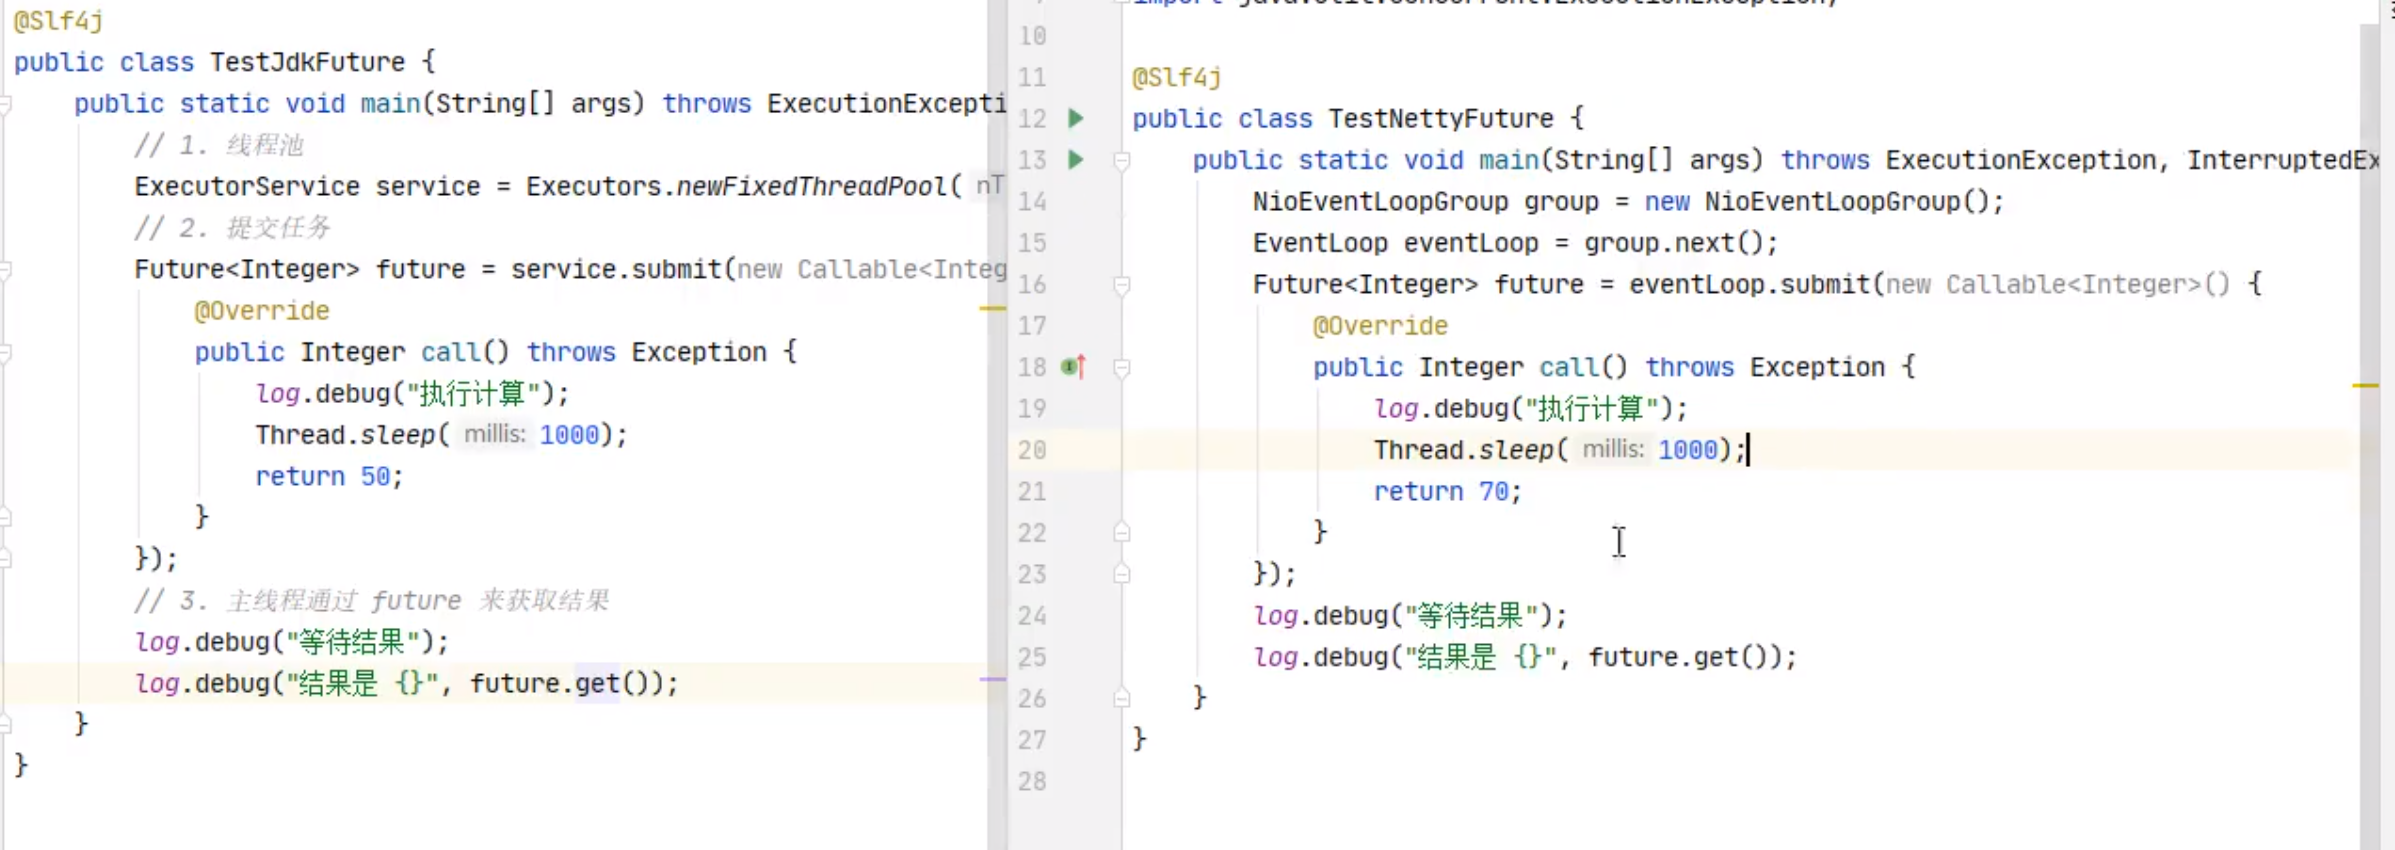 @Slf4j
public class TestJdkFuture {
public static void main(String[] args) throws
// 1. 线程池
ExecutorService service = Executors.newFixedThreadPool(
// 2. 提交任务
Future<Integer> future = service.submit(new
@Override
public Integer call() throws Exception {
log.debug("执行计算");
Thread.sleep( millis: 1000);
return 50;
}
});
// 3. 主线程通过 future 来获取结果
log.debug("等待结果");
log.debug("结果是 {}", future.get());
}
}
10
11 @Slf4j
12 public class TestNettyFuture {
13 public static void main(String[] args) throws ExecutionException,
14 NioEventLoopGroup group = new NioEventLoopGroup();
15 EventLoop eventLoop = group.next();
16 Future<Integer> future = eventLoop.submit(new Callable<Integer>() {
17 @Override
18 public Integer call() throws Exception {
19 log.debug("执行计算");
20 Thread.sleep( millis: 1000);
21 return 70;
22 }
23 });
24 log.debug("等待结果");
25 log.debug("结果是 {}", future.get());
26 }
27 }
28